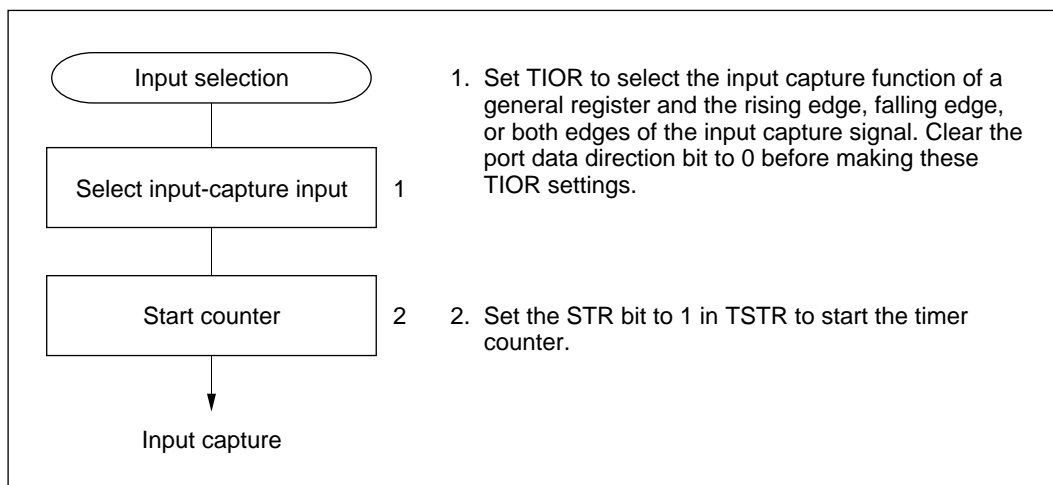 Input selection
Select input-capture input
1
1. Set TIOR to select the input capture function of a
general register and the rising edge, falling edge,
or both edges of the input capture signal. Clear the
port data direction bit to 0 before making these
TIOR settings.
Start counter
2
2. Set the STR bit to 1 in TSTR to start the timer
counter.
Input capture